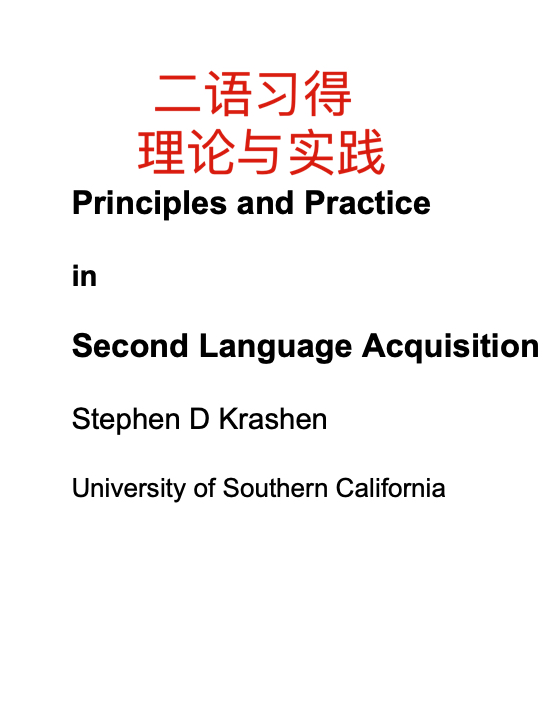 二语习得
理论与实践
Principles and Practice
in
Second Language Acquisition
Stephen D Krashen
University of Southern California